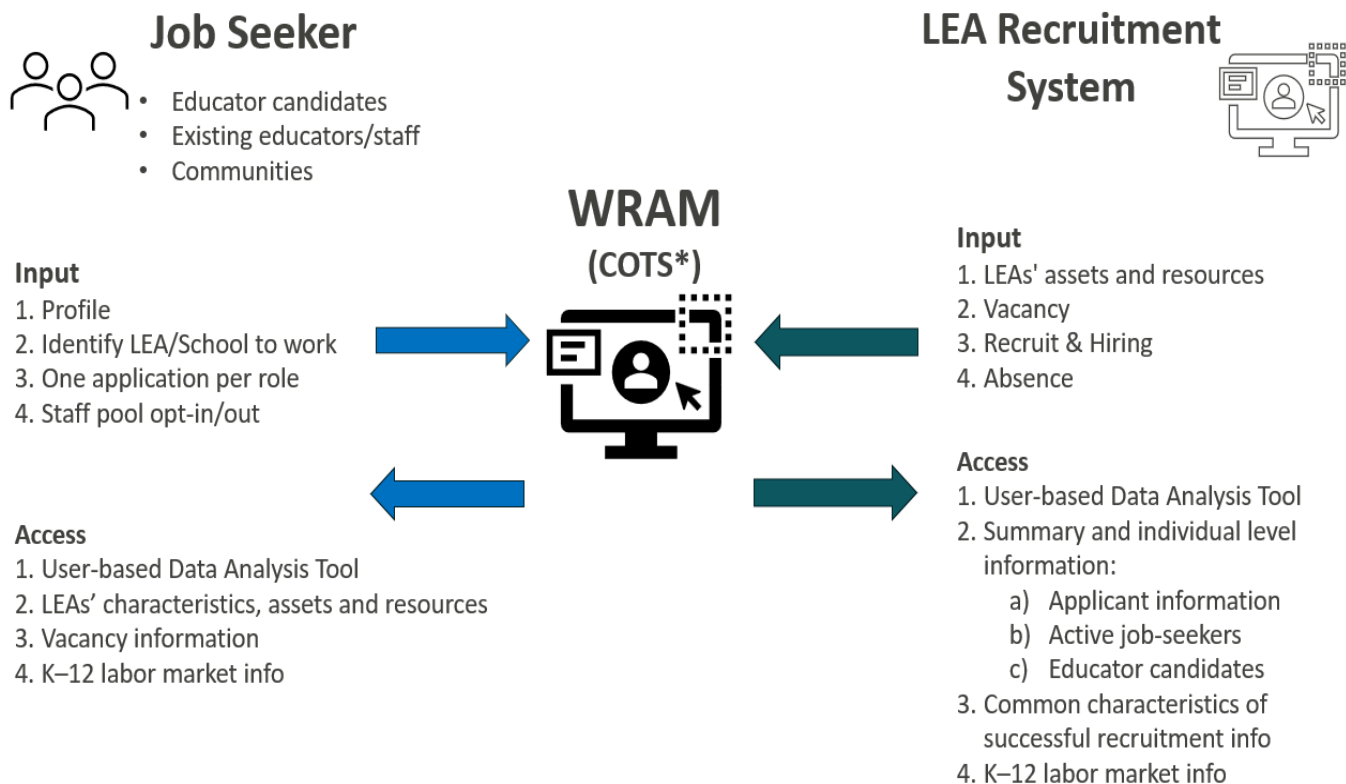 Job Seeker
• Educator candidates
• Existing educators/staff
• Communities
Input
1. Profile
2. Identify LEA/School to work
3. One application per role
4. Staff pool opt-in/out
Access
1. User-based Data Analysis Tool
2. LEAs’ characteristics, assets and resources
3. Vacancy information
4. K–12 labor market info
WRAM
(COTS*)
LEA Recruitment
System
Input
1. LEAs' assets and resources
2. Vacancy
3. Recruit & Hiring
4. Absence
Access
1. User-based Data Analysis Tool
2. Summary and individual level
information:
a) Applicant information
b) Active job-seekers
c) Educator candidates
3. Common characteristics of
successful recruitment info
4. K–12 labor market info